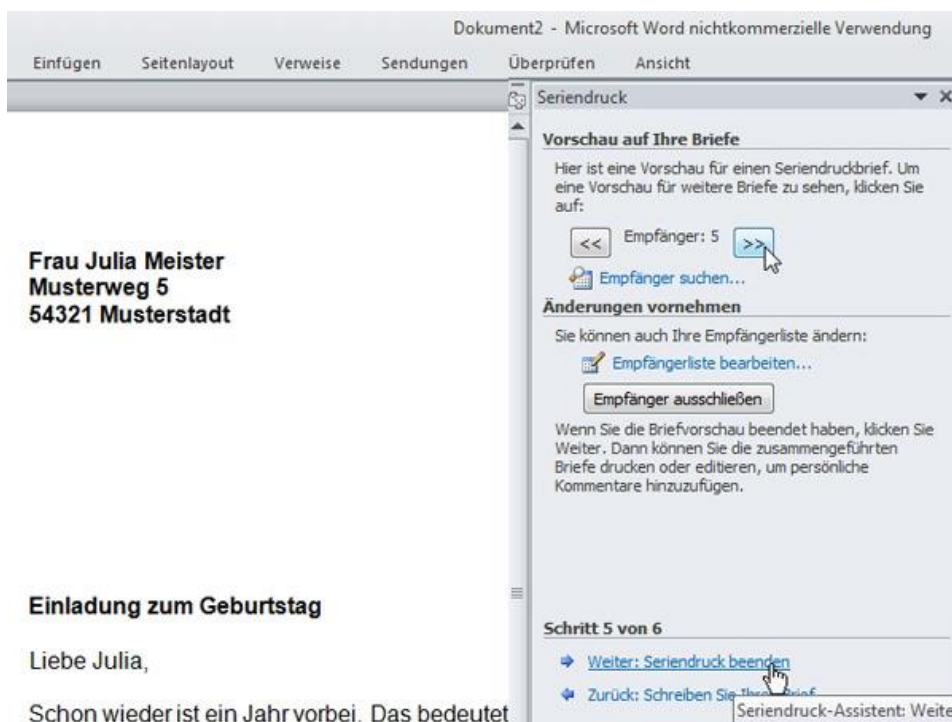 Dokument2 - Microsoft Word nichtkommerzielle Verwendung
Einfügen Seitenlayout Verweise Sendungen Überprüfen Ansicht
Seriendruck
Vorschau auf Ihre Briefe
Hier ist eine Vorschau für einen Seriendruckbrief. Um
eine Vorschau für weitere Briefe zu sehen, klicken Sie
auf:
<< Empfänger: 5 >>
Empfänger suchen...
Änderungen vornehmen
Sie können auch Ihre Empfängerliste ändern:
Empfängerliste bearbeiten...
Empfänger ausschließen
Wenn Sie die Briefvorschau beendet haben, klicken Sie
Weiter. Dann können Sie die zusammengeführten
Briefe drucken oder editieren, um persönliche
Kommentare hinzuzufügen.
Schritt 5 von 6
Weiter: Seriendruck beenden
Zurück: Schreiben Sie Ihren Brief
Seriendruck-Assistent: Weite
Frau Julia Meister
Musterweg 5
54321 Musterstadt
Einladung zum Geburtstag
Liebe Julia,
Schon wieder ist ein Jahr vorbei. Das bedeutet